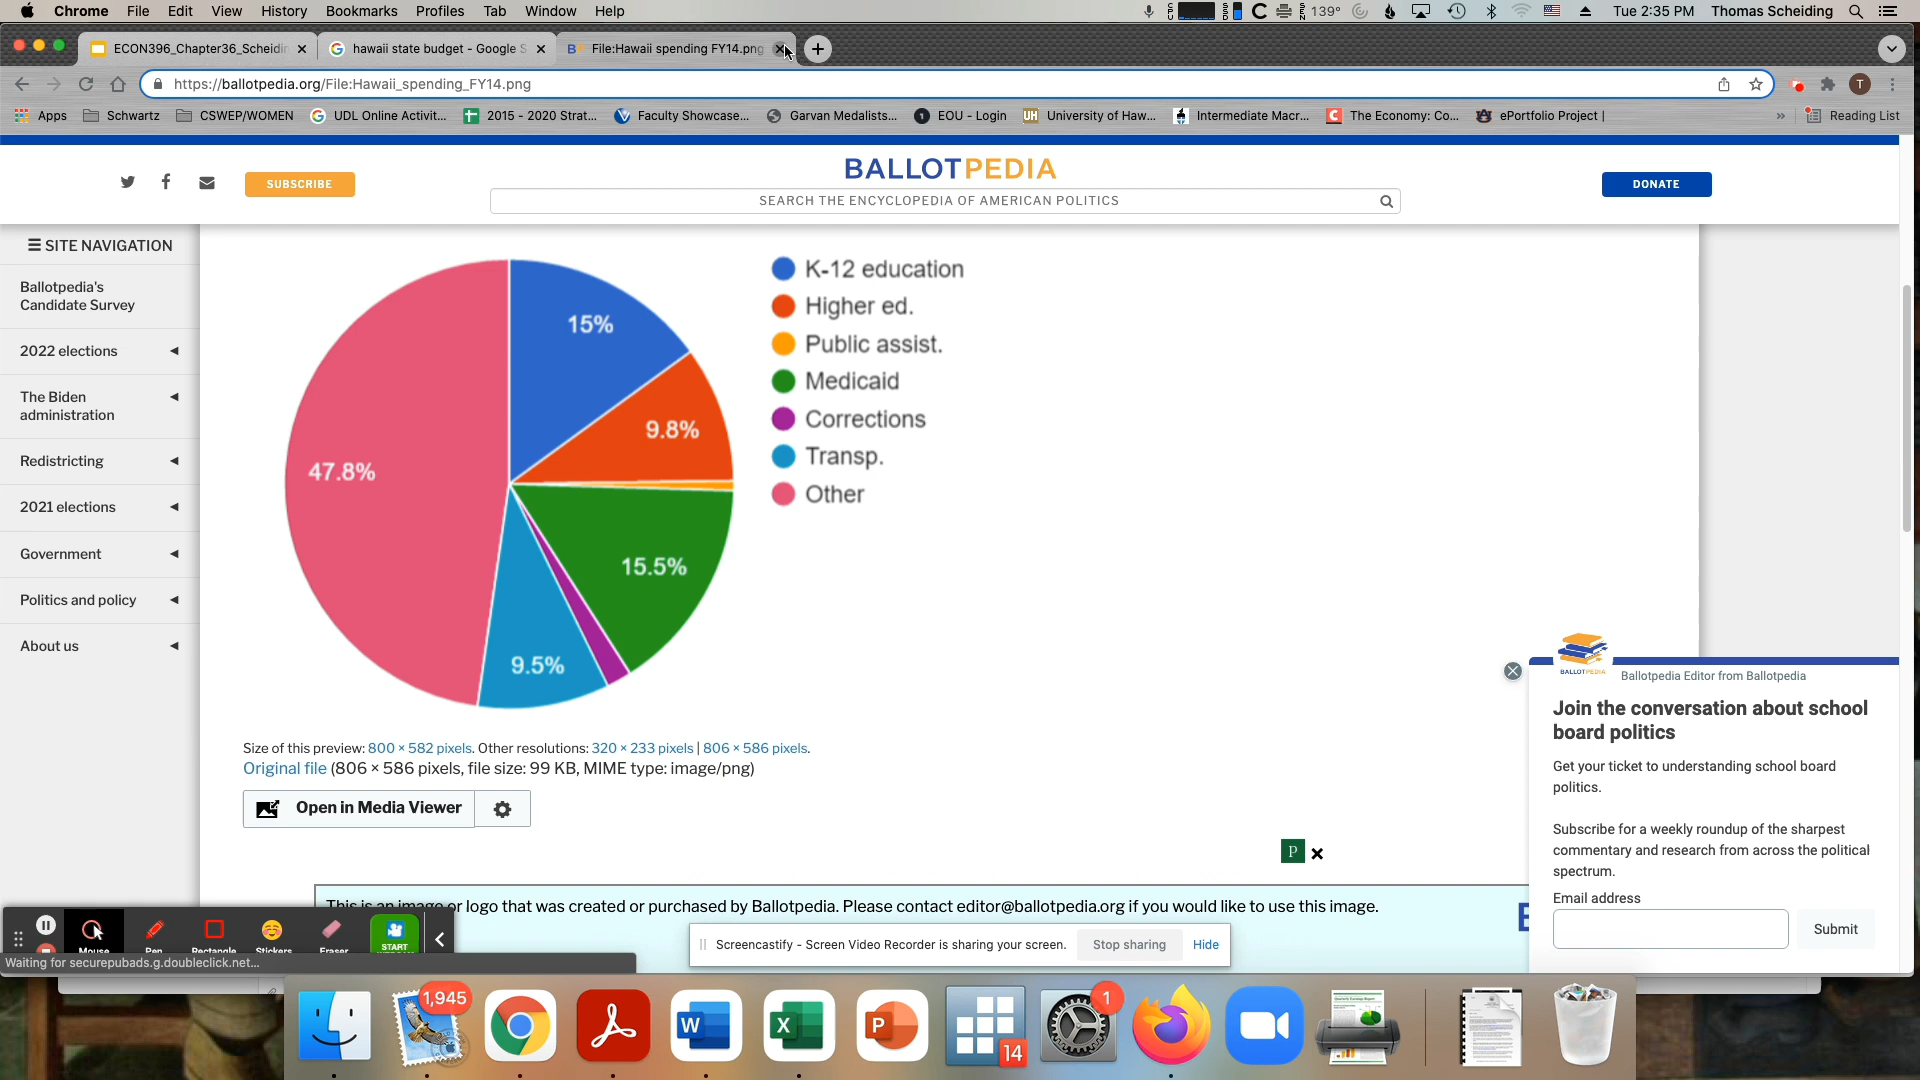 Chrome File Edit View History Bookmarks Profiles Tab Window Help 139° Tue 2:35 PM Thomas Scheiding
ECON396_Chapter36_Scheidin hawaii state budget - Google S File:Hawaii spending FY14.png
https://ballotpedia.org/File:Hawaii_spending_FY14.png T
Apps Schwartz CSWEP/WOMEN UDL Online Activit... 2015 - 2020 Strat... Faculty Showcase... Garvan Medalists... EOU - Login University of Haw... Intermediate Macr... The Economy: Co... ePortfolio Project | » Reading List
BALLOTPEDIA
SUBSCRIBE
DONATE
SEARCH THE ENCYCLOPEDIA OF AMERICAN POLITICS
SITE NAVIGATION
Ballotpedia's
Candidate Survey
2022 elections
The Biden
administration
Redistricting
2021 elections
Government
Politics and policy
About us
15%
9.8%
47.8%
15.5%
9.5%
K-12 education
Higher ed.
Public assist.
Medicaid
Corrections
Transp.
Other
Size of this preview: 800 × 582 pixels. Other resolutions: 320 × 233 pixels | 806 × 586 pixels.
Original file (806 × 586 pixels, file size: 99 KB, MIME type: image/png)
Open in Media Viewer
P
This is an image or logo that was created or purchased by Ballotpedia. Please contact editor@ballotpedia.org if you would like to use this image.
BALLOTPEDIA
Ballotpedia Editor from Ballotpedia
Join the conversation about school
board politics
Get your ticket to understanding school board
politics.
Subscribe for a weekly roundup of the sharpest
commentary and research from across the political
spectrum.
Email address
Submit
Mouse Pen Rectangle Stickers Eraser START
Waiting for securepubads.g.doubleclick.net...
Screencastify - Screen Video Recorder is sharing your screen. Stop sharing Hide
1,945
W
X
P
14
1